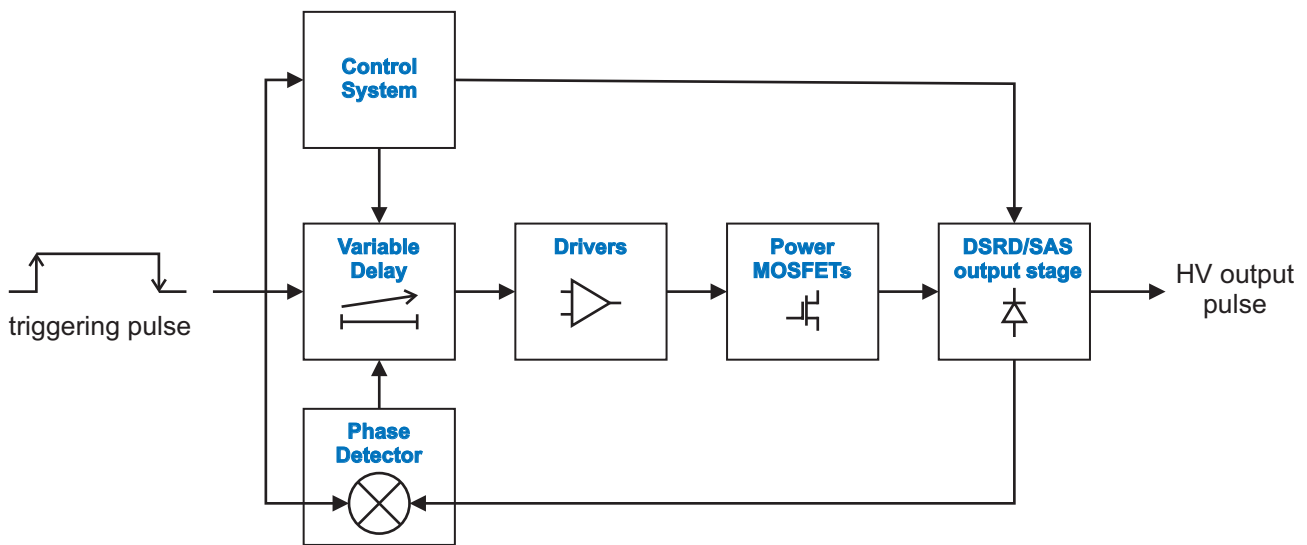 Control
System
Variable
Delay
Drivers
Power
MOSFETs
DSRD/SAS
output stage
triggering pulse
HV output
pulse
Phase
Detector